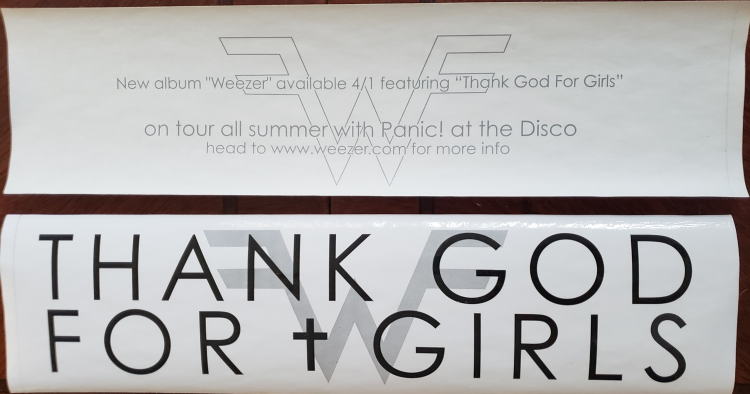 New album "Weezer" available 4/1 featuring “Thank God For Girls”
on tour all summer with Panic! at the Disco
head to www.weezer.com for more info
THANK GOD
FOR † GIRLS